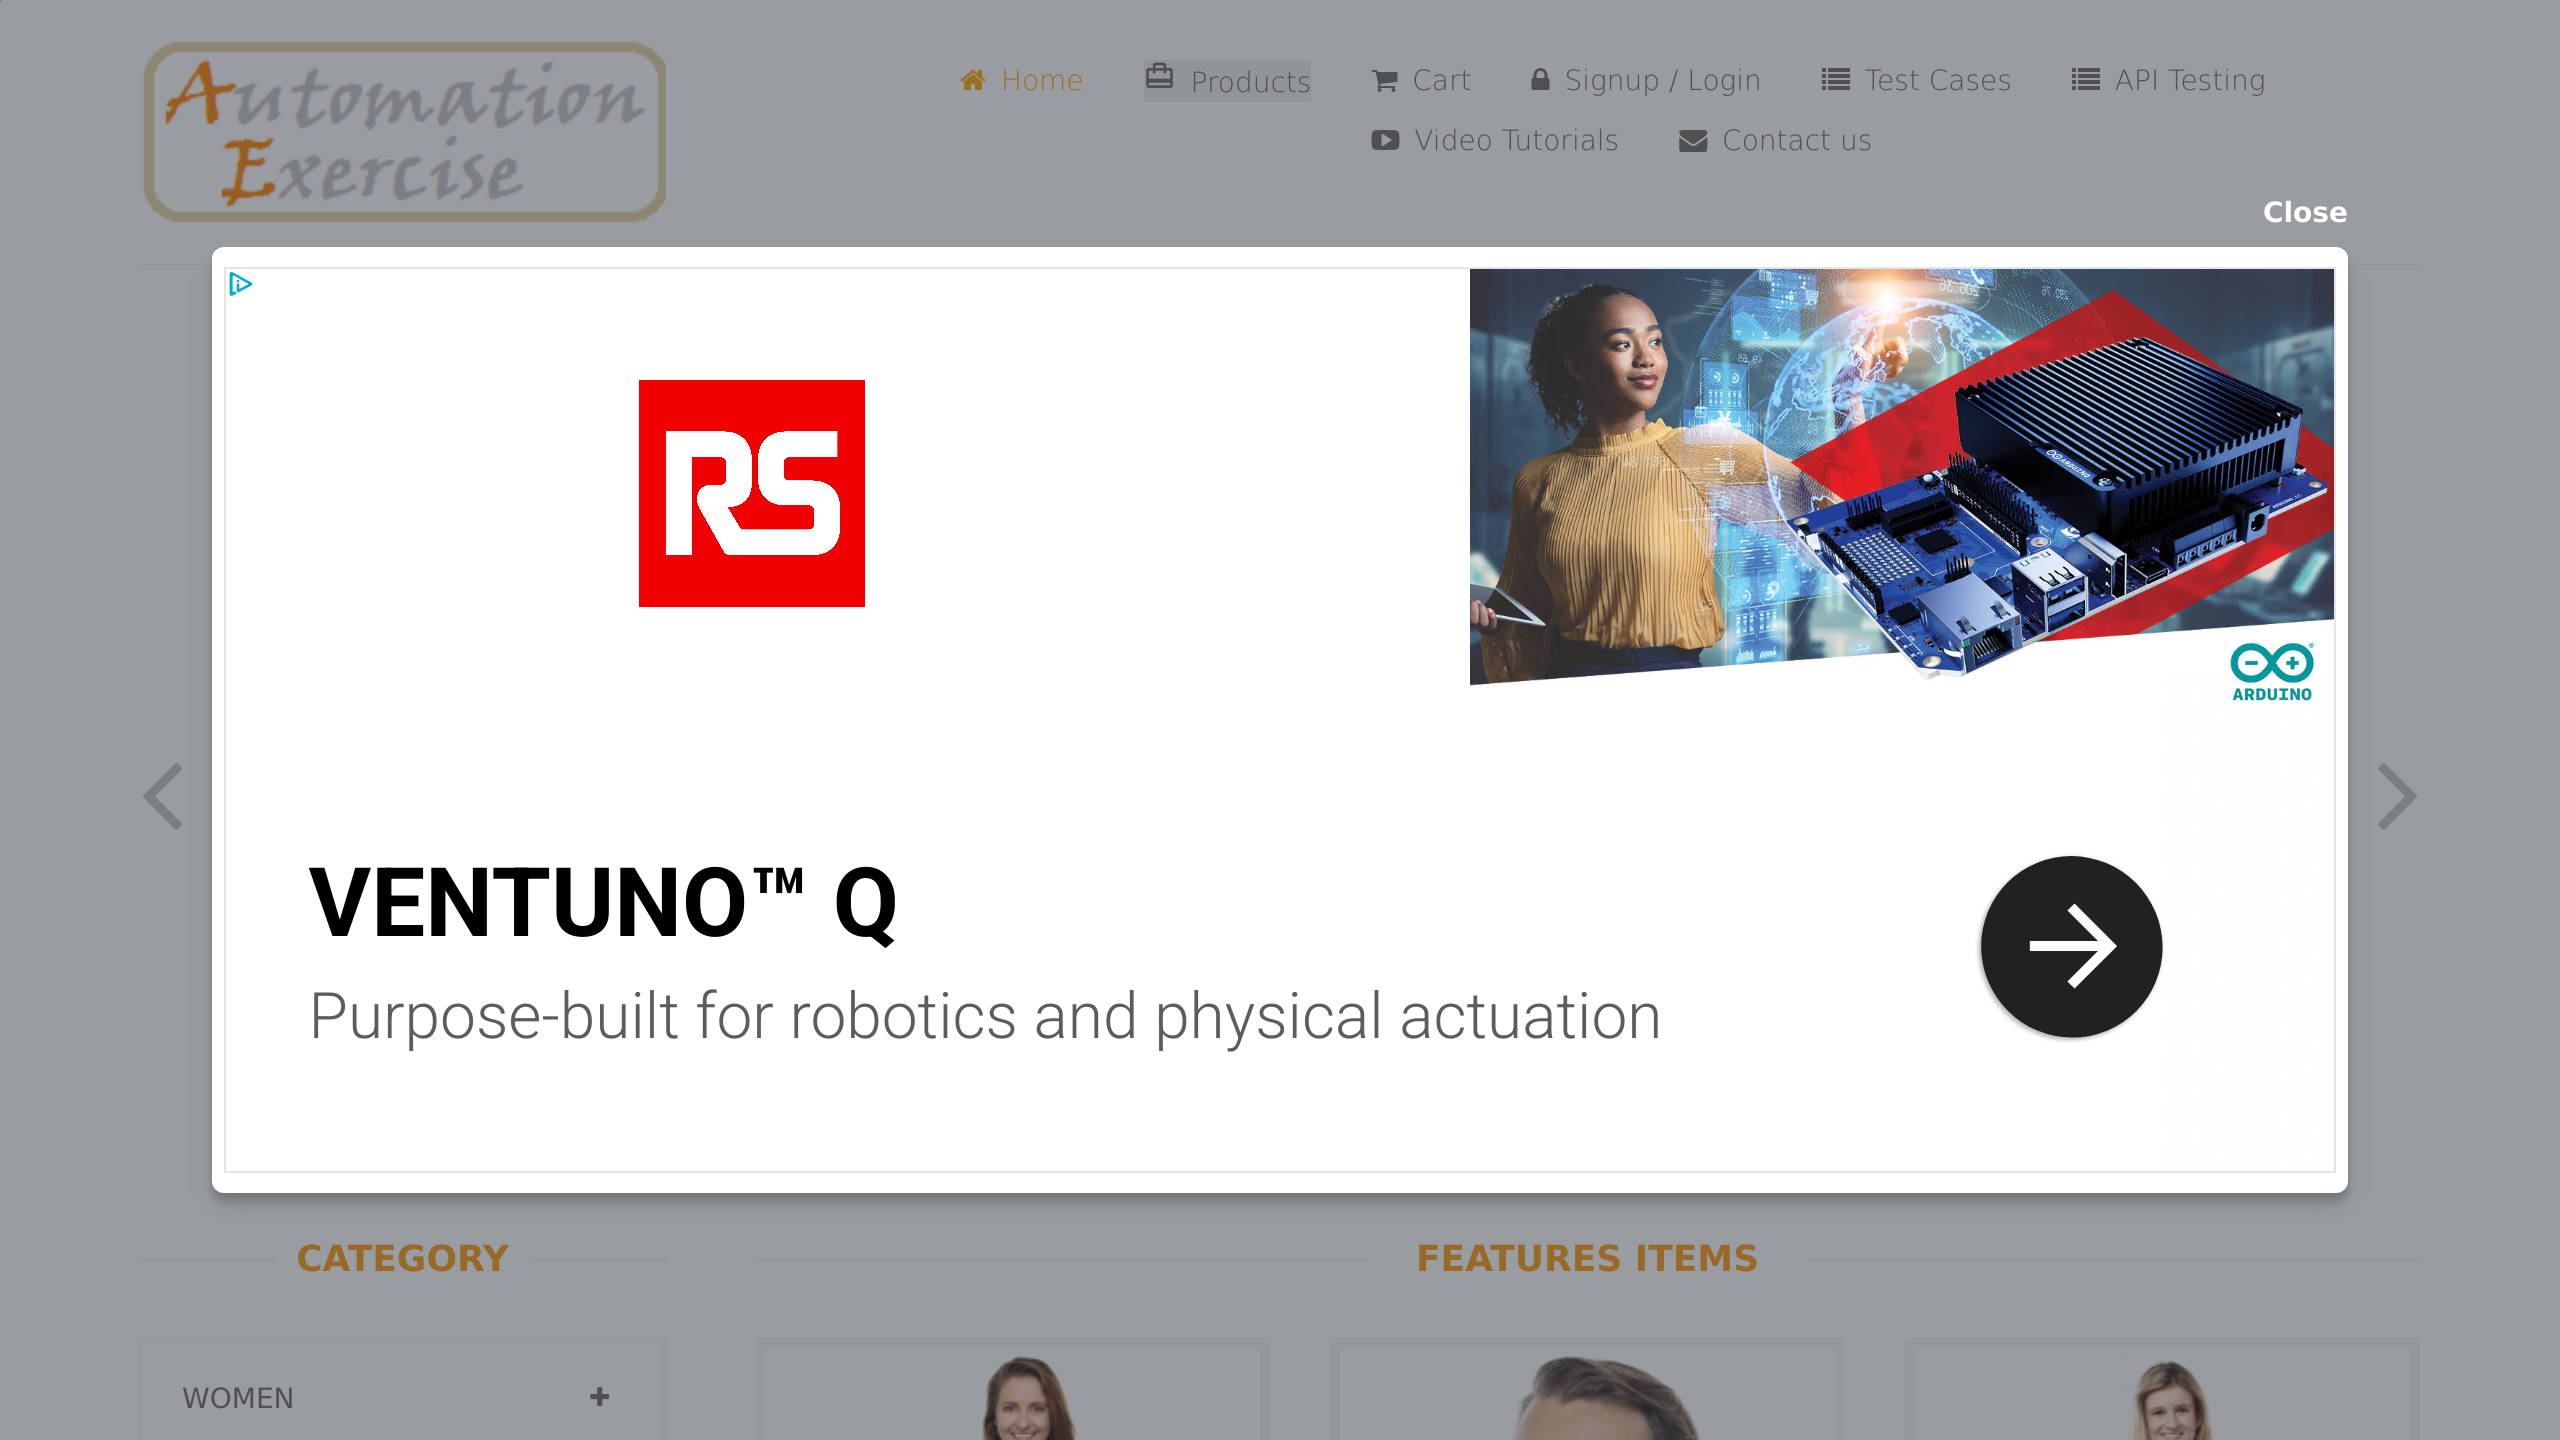 Automation
Exercise
Home
Products
Cart
Signup / Login
Test Cases
API Testing
Video Tutorials
Contact us
Close
RS
ARDUINO
VENTUNO™ Q
Purpose-built for robotics and physical actuation
CATEGORY
FEATURES ITEMS
WOMEN